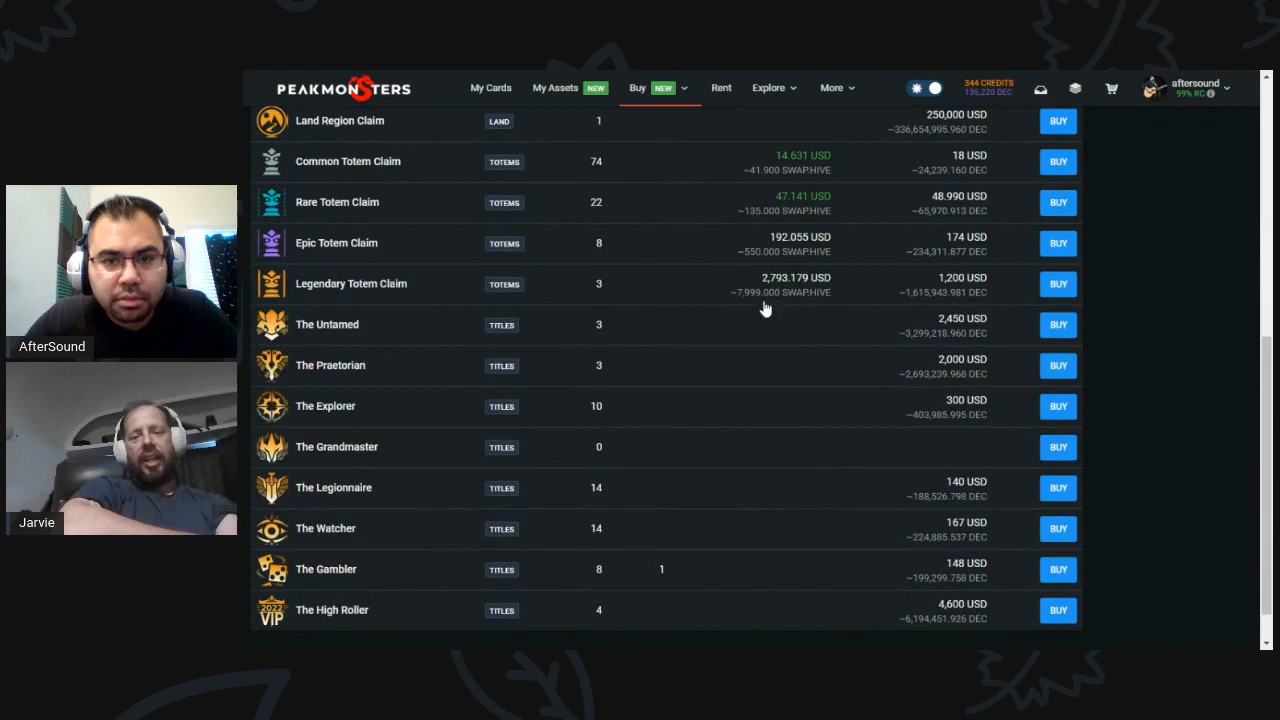 PEAKMONSTERS My Cards My Assets NEW Buy NEW Rent Explore More 344 CREDITS aftersound
135,220 DEC 99% RC
Land Region Claim LAND 1 250,000 USD BUY
~336,654,995.960 DEC
Common Totem Claim TOTEMS 74 14.631 USD 18 USD BUY
~41.900 SWAP.HIVE ~24,239.160 DEC
Rare Totem Claim TOTEMS 22 47.141 USD 48.990 USD BUY
~135.000 SWAP.HIVE ~65,970.913 DEC
Epic Totem Claim TOTEMS 8 192.055 USD 174 USD BUY
~550.000 SWAP.HIVE ~234,311.877 DEC
Legendary Totem Claim TOTEMS 3 2,793.179 USD 1,200 USD BUY
~7,999.000 SWAP.HIVE ~1,615,943.981 DEC
The Untamed TITLES 3 2,450 USD BUY
~3,299,218.960 DEC
AfterSound
The Praetorian TITLES 3 2,000 USD BUY
~2,693,239.968 DEC
The Explorer TITLES 10 300 USD BUY
~403,985.995 DEC
The Grandmaster TITLES 0 BUY
The Legionnaire TITLES 14 140 USD BUY
~188,526.798 DEC
Jarvie
The Watcher TITLES 14 167 USD BUY
~224,885.537 DEC
The Gambler TITLES 8 1 148 USD BUY
~199,299.758 DEC
2022 VIP The High Roller TITLES 4 4,600 USD BUY
~6,194,451.926 DEC